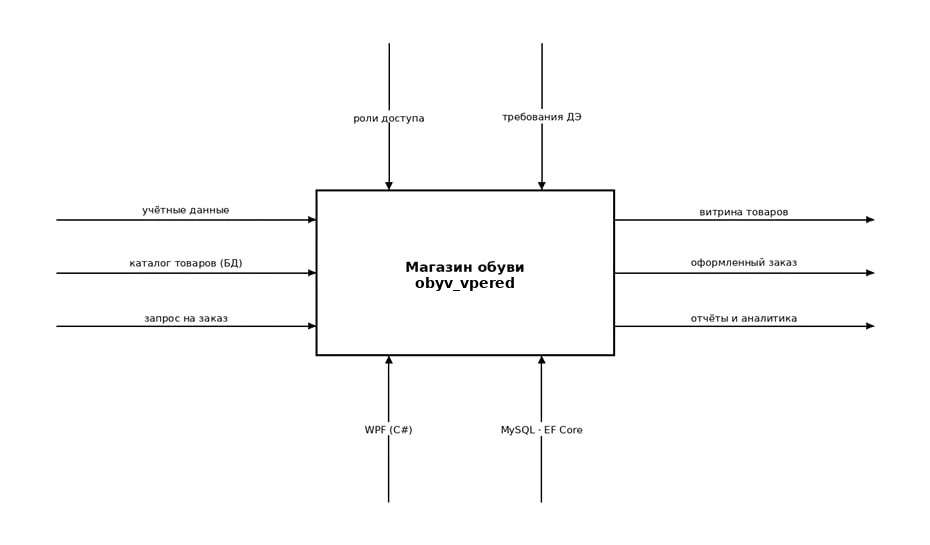 роли доступа
требования ДЭ
учётные данные
каталог товаров (БД)
запрос на заказ
Магазин обуви
obyv_vpered
витрина товаров
оформленный заказ
отчёты и аналитика
WPF (C#)
MySQL · EF Core